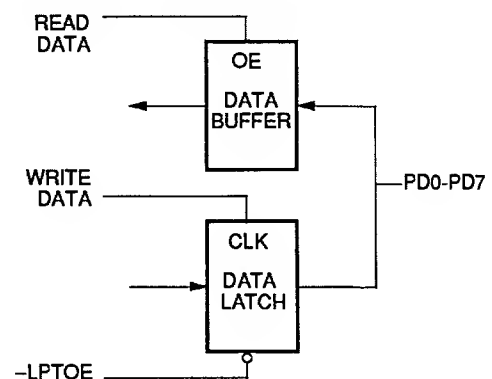 READ
DATA
OE
DATA
BUFFER
WRITE
DATA
PD0-PD7
CLK
DATA
LATCH
–LPTOE